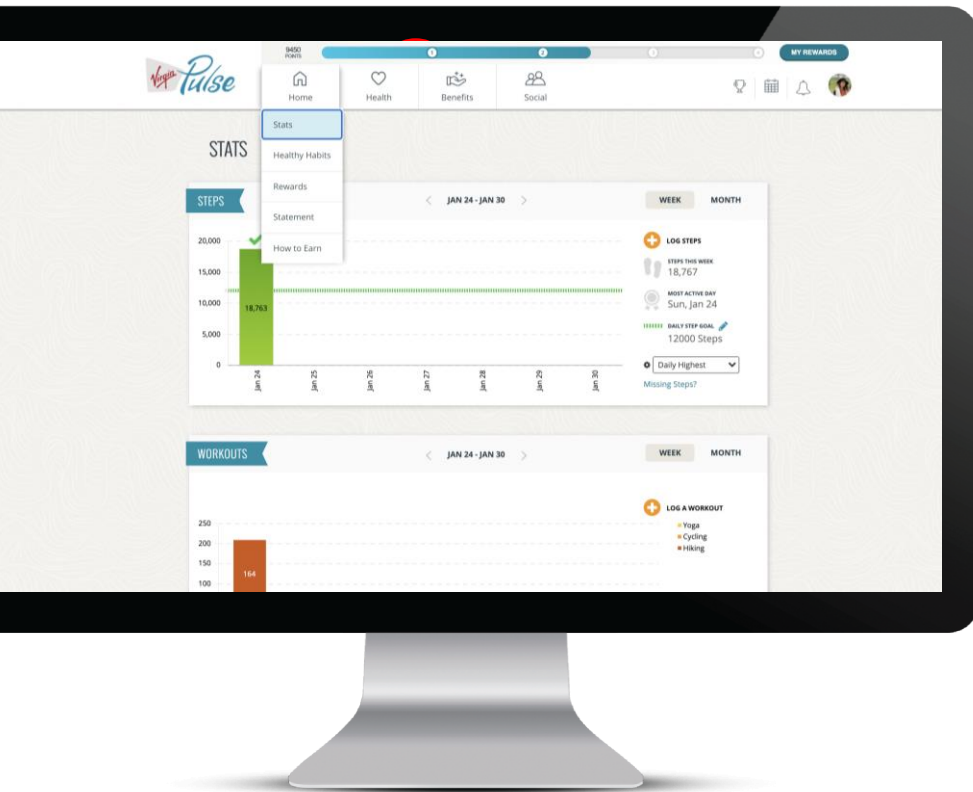 9450
POINTS
1
2
3
4
MY REWARDS
Virgin Pulse
Home
Health
Benefits
Social
Stats
Healthy Habits
Rewards
Statement
How to Earn
STATS
STEPS
JAN 24 - JAN 30
WEEK
MONTH
20,000
15,000
10,000
5,000
0
18,763
Jan 24
Jan 25
Jan 26
Jan 27
Jan 28
Jan 29
Jan 30
LOG STEPS
STEPS THIS WEEK
18,767
MOST ACTIVE DAY
Sun, Jan 24
DAILY STEP GOAL
12000 Steps
Daily Highest
Missing Steps?
WORKOUTS
JAN 24 - JAN 30
WEEK
MONTH
250
200
150
100
164
LOG A WORKOUT
Yoga
Cycling
Hiking